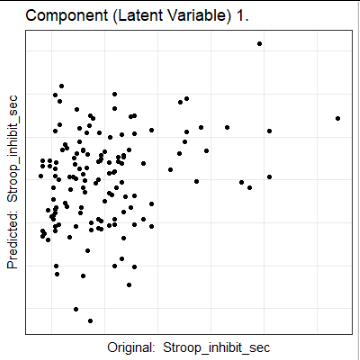 Component (Latent Variable) 1.
Predicted: Stroop_inhibit_sec
Original: Stroop_inhibit_sec